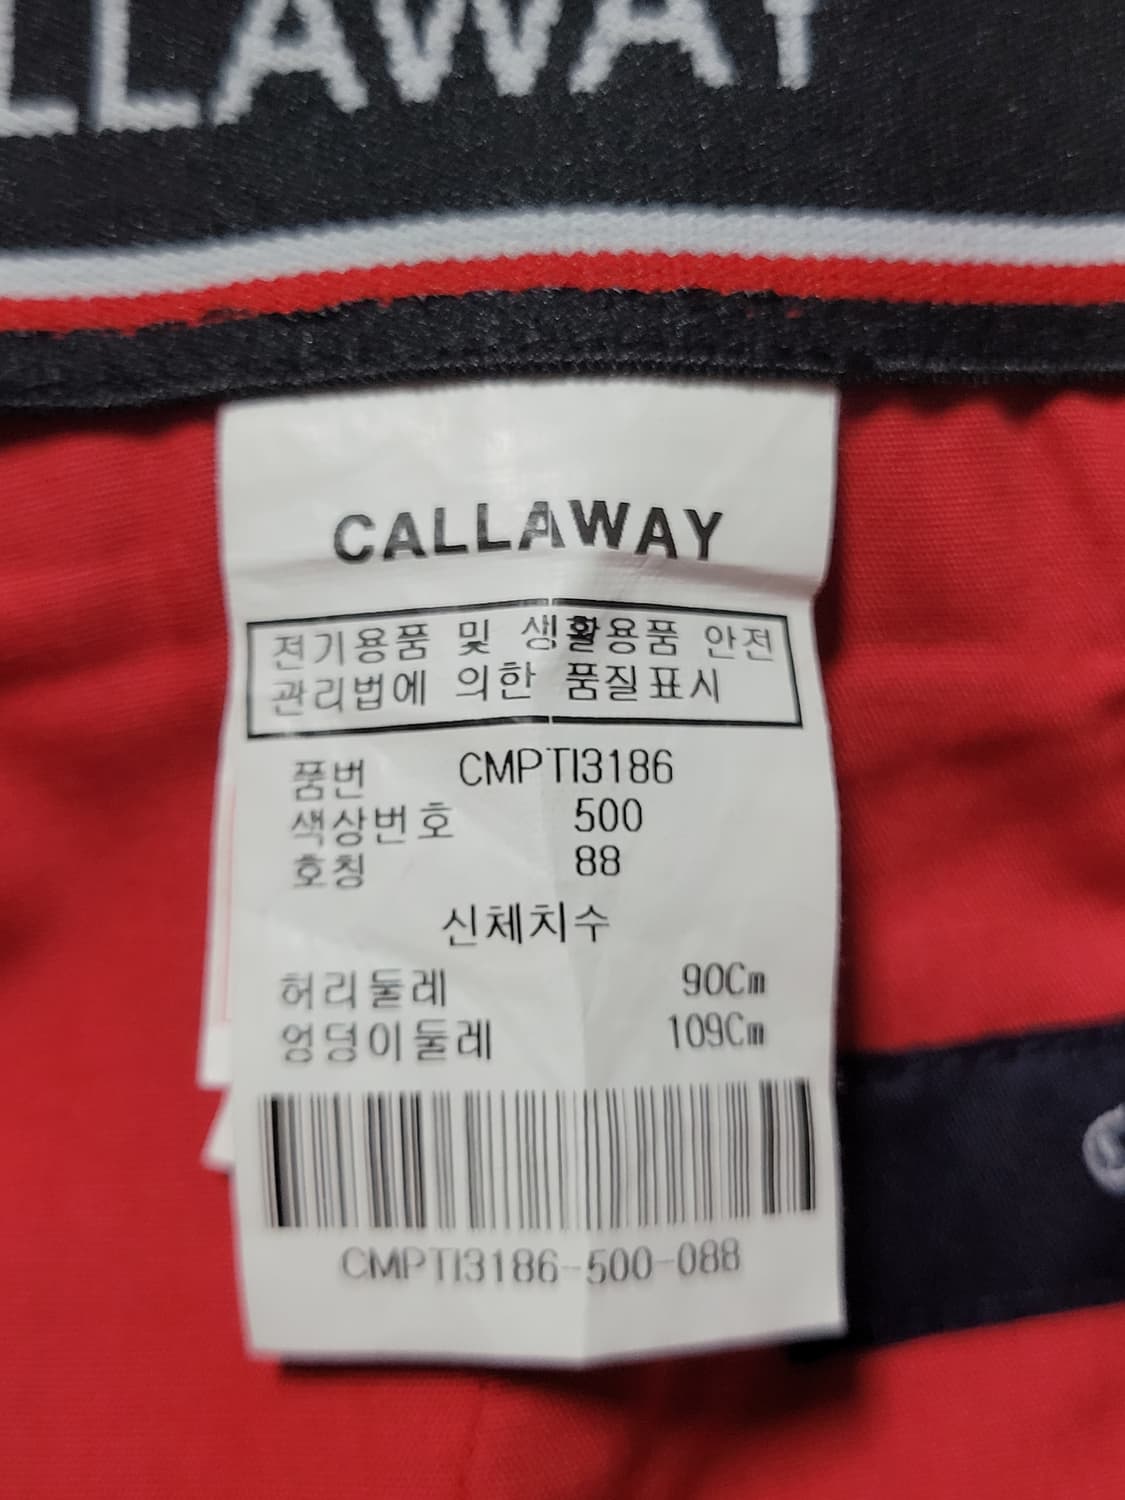 LLAWAY
CALLAWAY
전기용품 및 생활용품 안전
관리법에 의한 품질표시
품번 CMPTI3186
색상번호 500
호칭 88
신체치수
허리둘레 90Cm
엉덩이둘레 109Cm
CMPTI3186-500-088